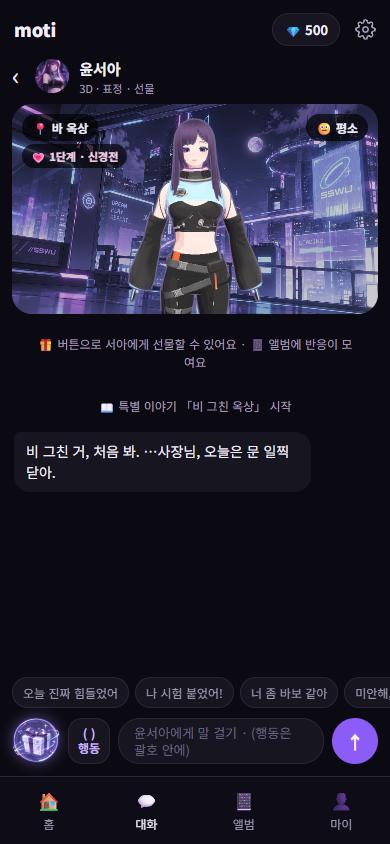 moti
500
윤서아
3D · 표정 · 선물
바 옥상
평소
1단계 · 신경전
SSWU
//SSWU
버튼으로 서아에게 선물할 수 있어요 · 앨범에 반응이 모
여요
특별 이야기 「비 그친 옥상」 시작
비 그친 거, 처음 봐. …사장님, 오늘은 문 일찍
닫아.
오늘 진짜 힘들었어
나 시험 붙었어!
너 좀 바보 같아
미안해,
( )
행동
윤서아에게 말 걸기 · (행동은
괄호 안에)
홈
대화
앨범
마이